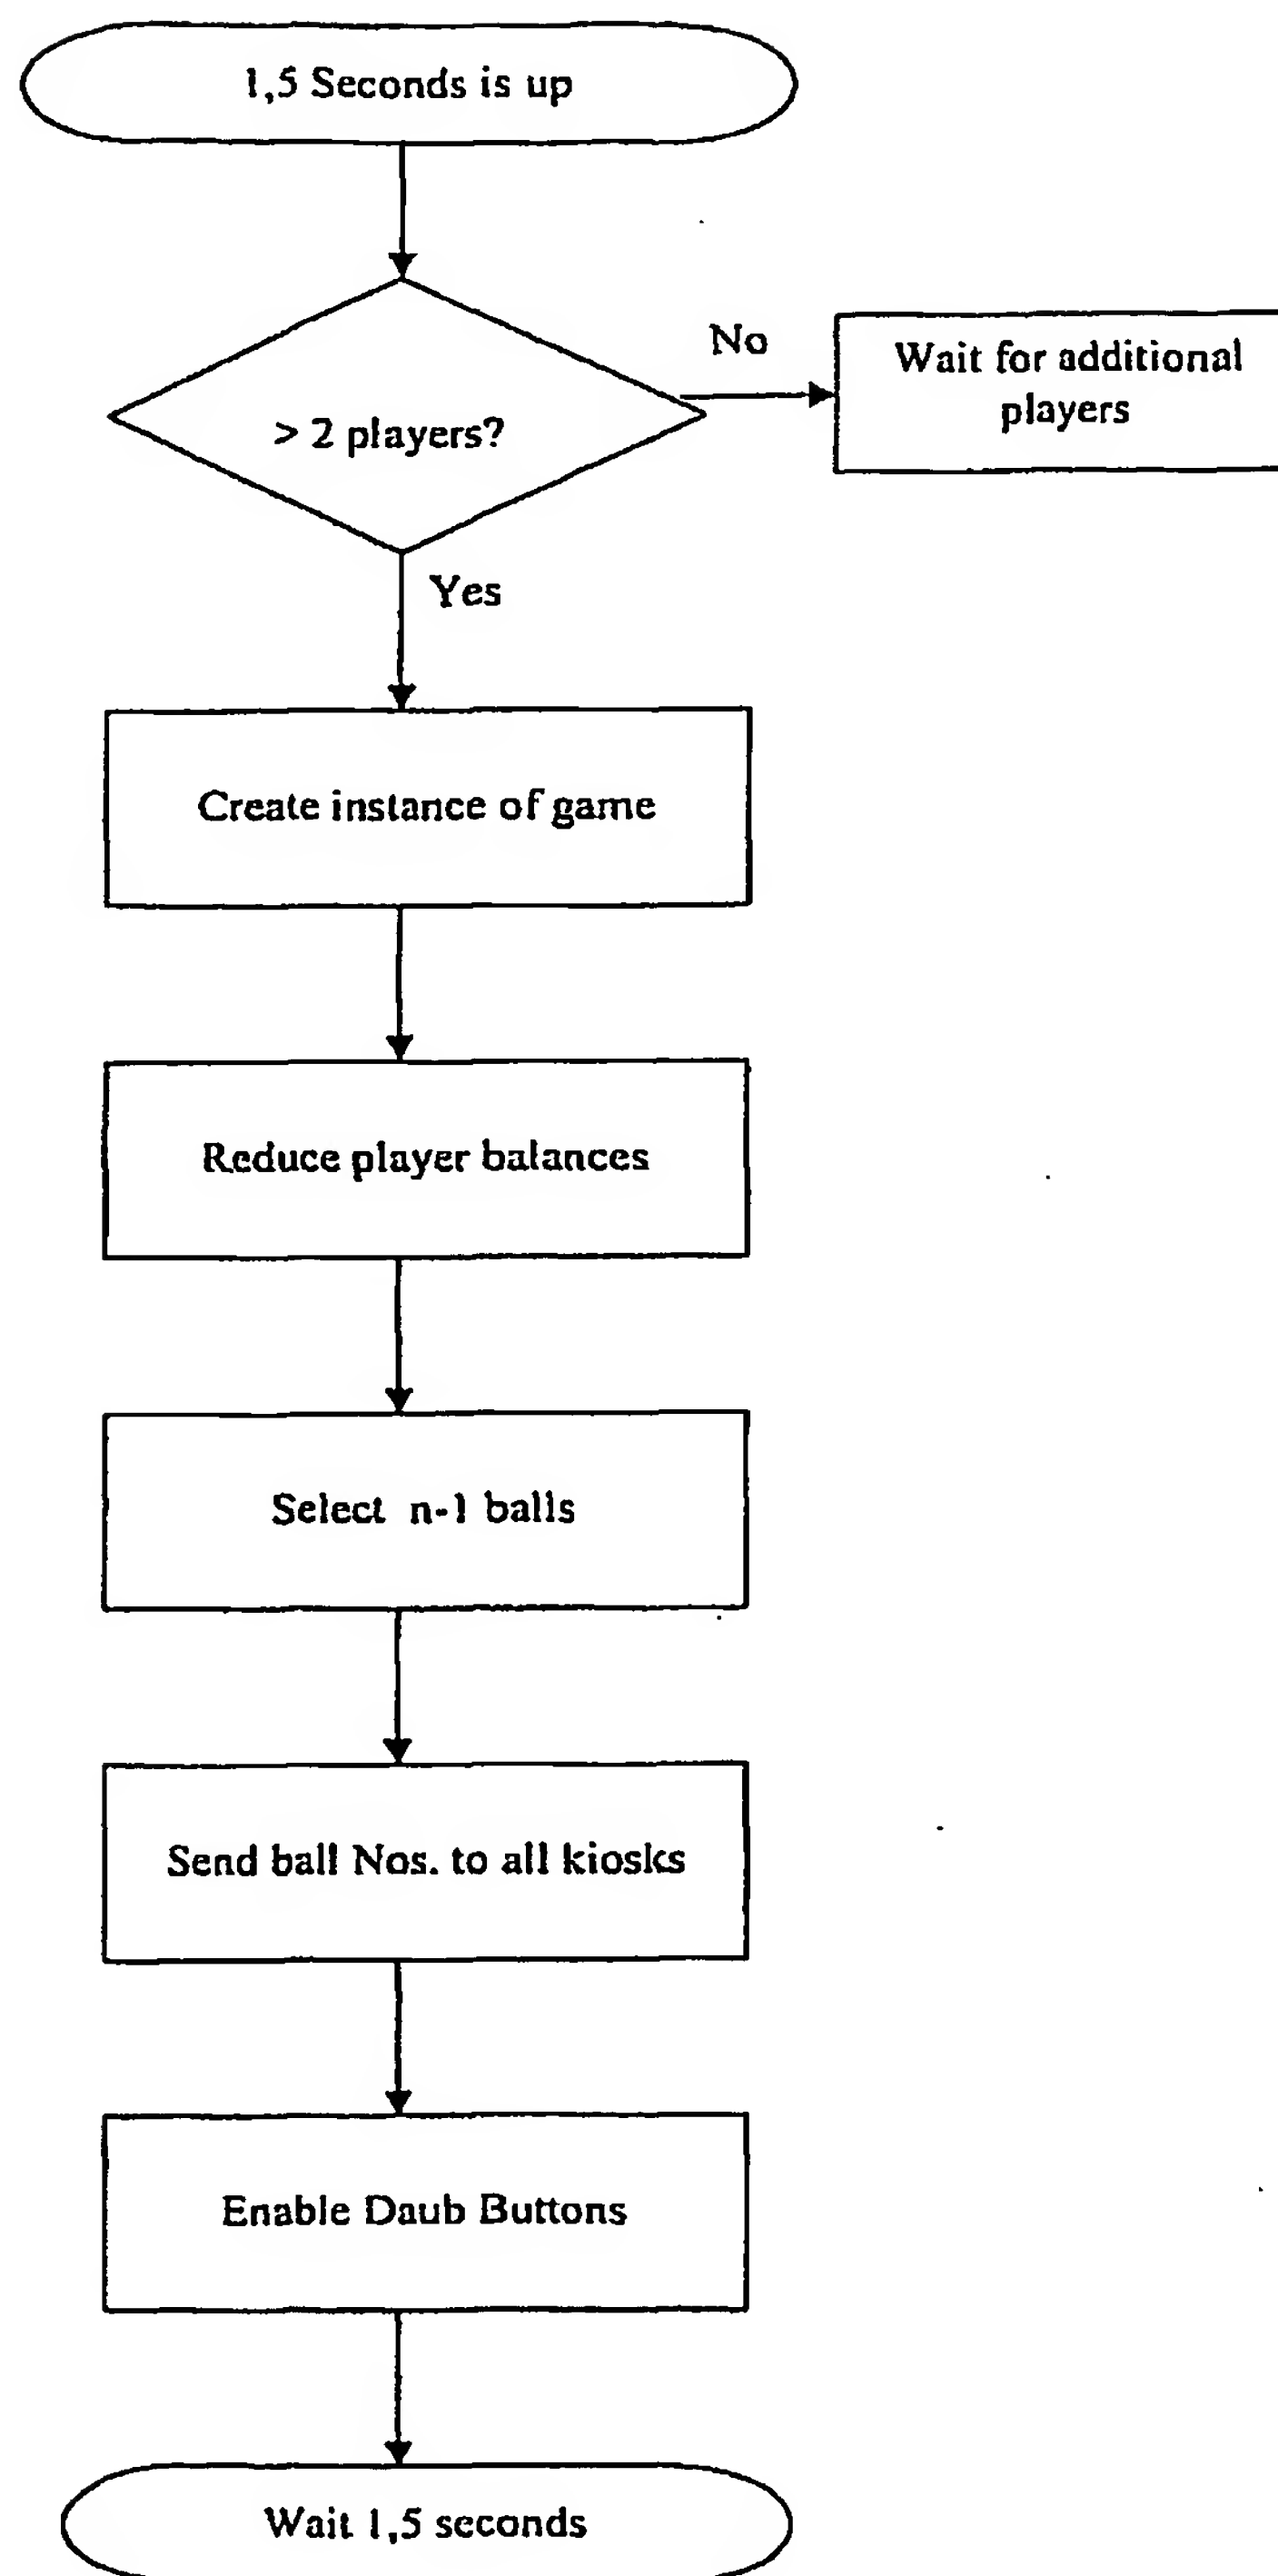 1,5 Seconds is up
> 2 players?
No
Wait for additional
players
Yes
Create instance of game
Reduce player balances
Select n-1 balls
Send ball Nos. to all kiosks
Enable Daub Buttons
Wait 1,5 seconds